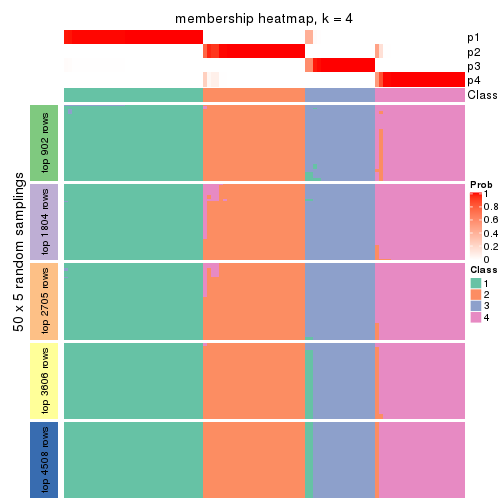 membership heatmap, k = 4
p1
p2
p3
p4
Class
50 x 5 random samplings
top 902 rows
top 1804 rows
top 2705 rows
top 3606 rows
top 4508 rows
Prob
1
0.8
0.6
0.4
0.2
0
Class
1
2
3
4